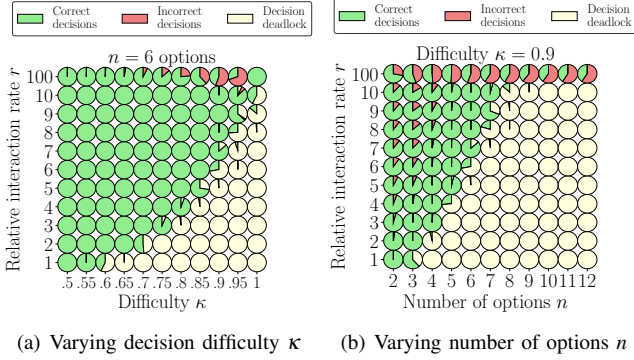 Correct decisions
Incorrect decisions
Decision deadlock
n = 6 options
Relative interaction rate r
100
10
9
8
7
6
5
4
3
2
1
.5 .55 .6 .65 .7 .75 .8 .85 .9 .95 1
Difficulty κ
(a) Varying decision difficulty κ
Correct decisions
Incorrect decisions
Decision deadlock
Difficulty κ = 0.9
Relative interaction rate r
100
10
9
8
7
6
5
4
3
2
1
2 3 4 5 6 7 8 9 10 11 12
Number of options n
(b) Varying number of options n